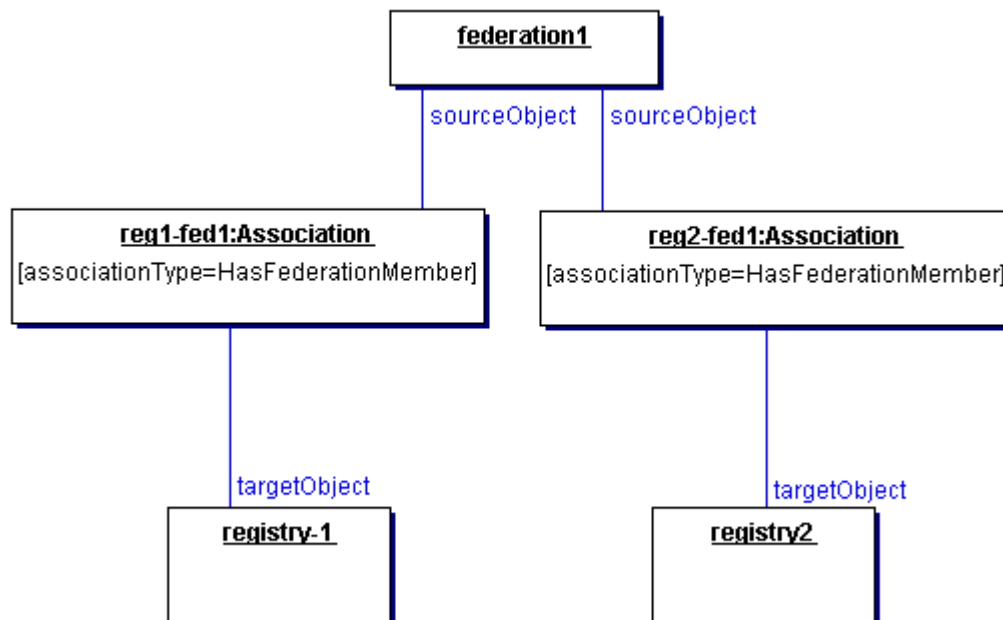 federation1
sourceObject sourceObject
reg1-fed1:Association
[associationType=HasFederationMember]
reg2-fed1:Association
[associationType=HasFederationMember]
targetObject
targetObject
registry-1
registry2